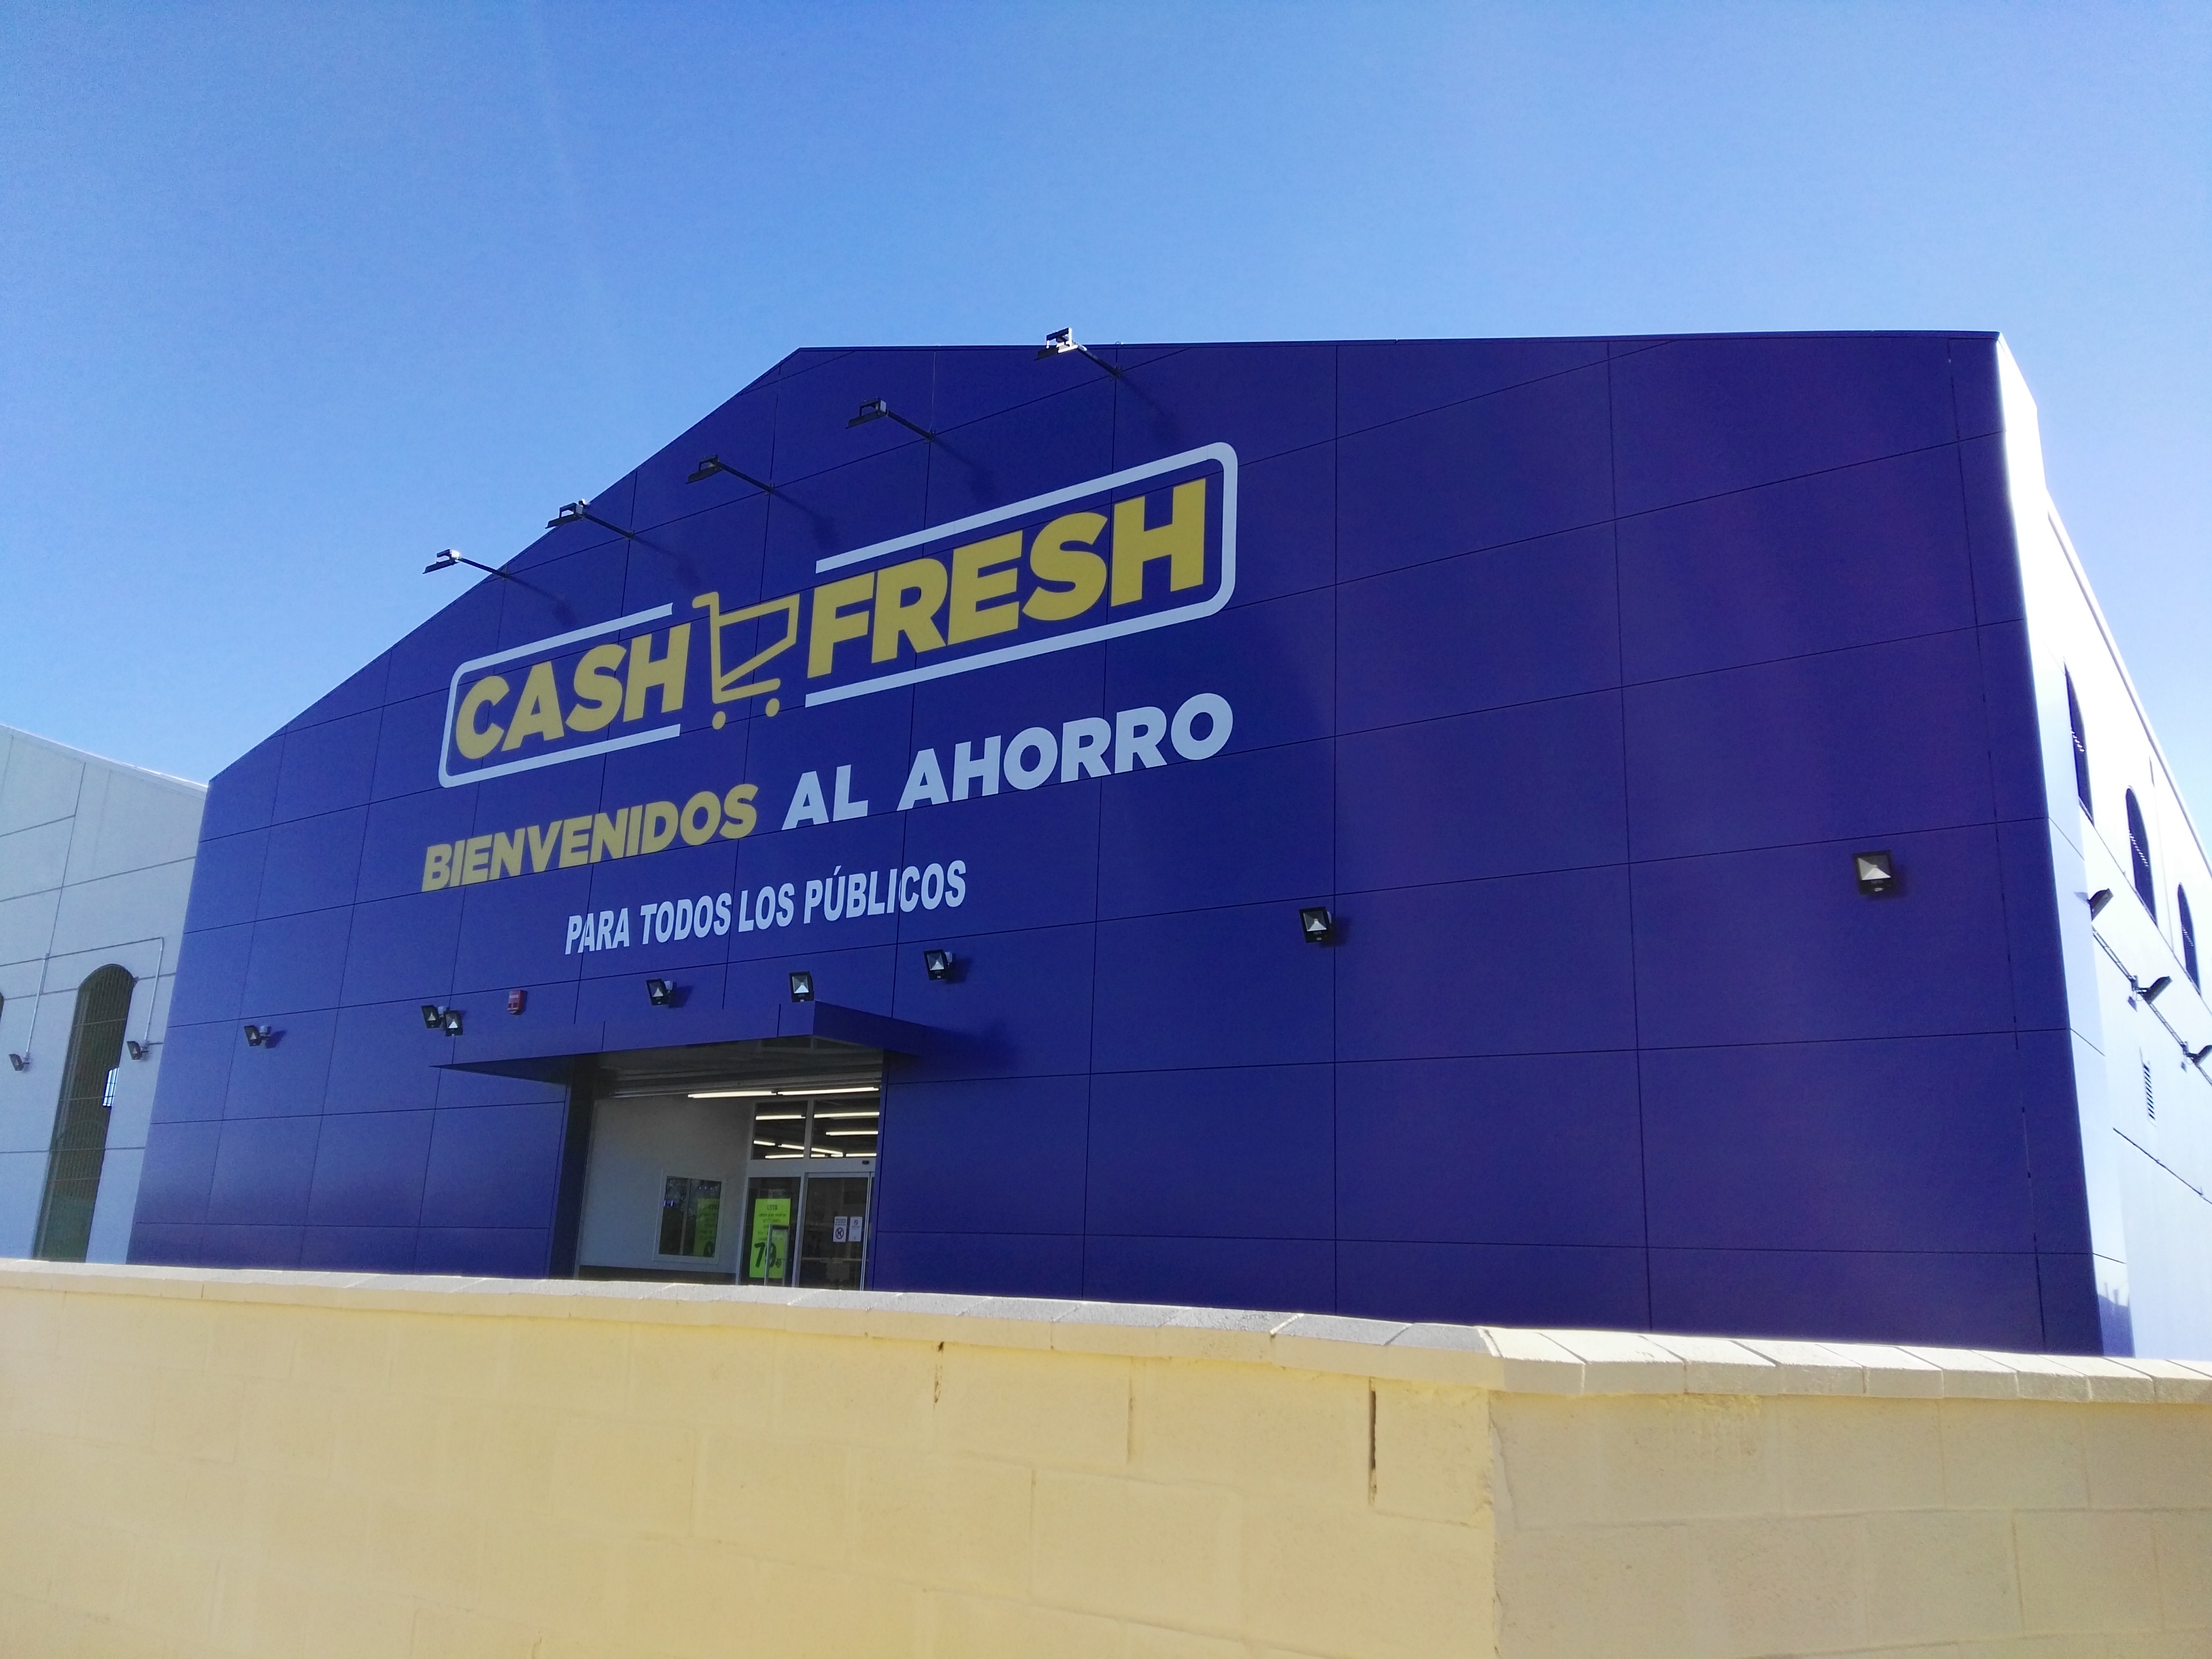 CASH FRESH
BIENVENIDOS AL AHORRO
PARA TODOS LOS PÚBLICOS